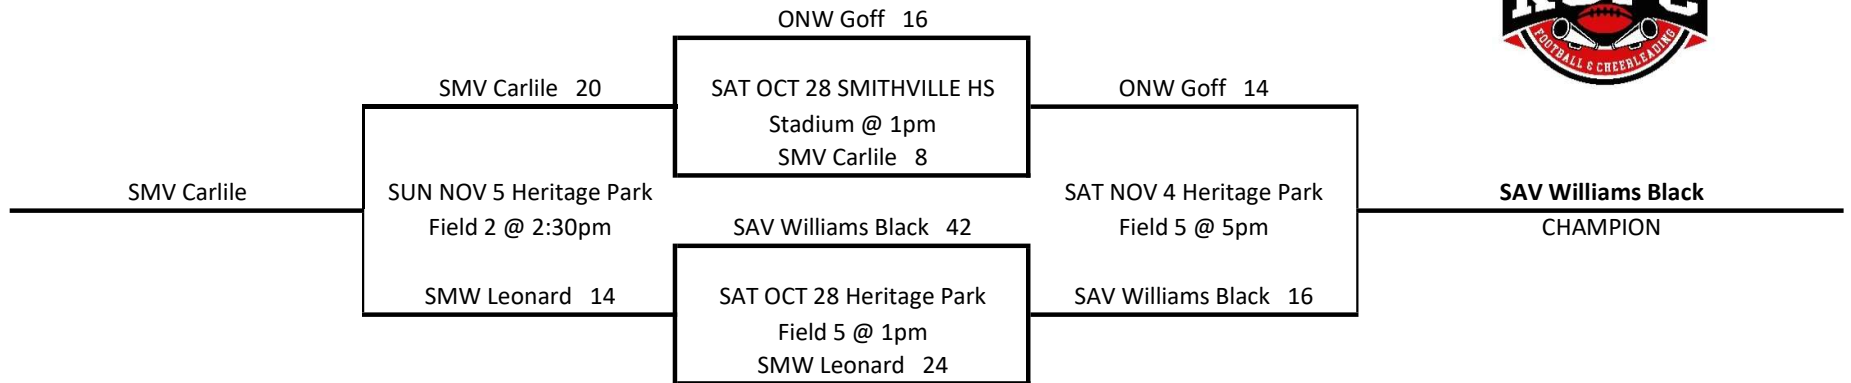 ONW Goff 16
SMV Carlile 20
SAT OCT 28 SMITHVILLE HS
ONW Goff 14
Stadium @ 1pm
SMV Carlile 8
SMV Carlile
SUN NOV 5 Heritage Park
SAT NOV 4 Heritage Park
SAV Williams Black
Field 2 @ 2:30pm
SAV Williams Black 42
Field 5 @ 5pm
CHAMPION
SMW Leonard 14
SAT OCT 28 Heritage Park
SAV Williams Black 16
Field 5 @ 1pm
SMW Leonard 24
FOOTBALL & CHEERLEADING